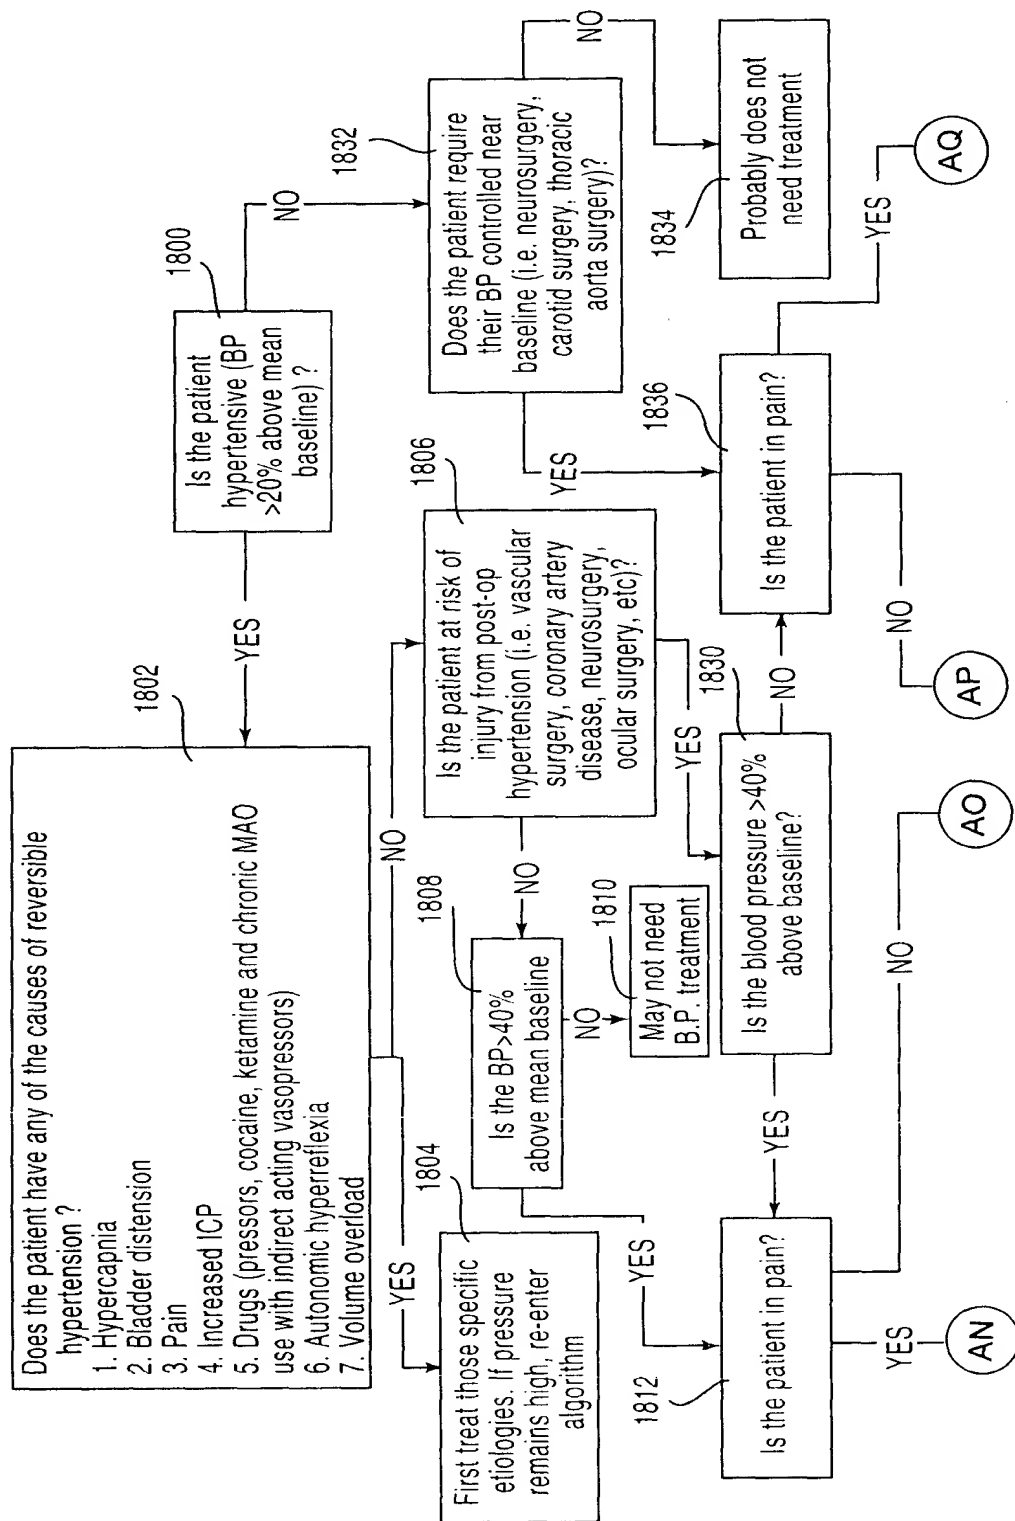 1800
Is the patient
hypertensive (BP
>20% above mean
baselineline) ?
YES
NO
1802
Does the patient have any of the causes of reversible
hypertension ?
1. Hypercapnia
2. Bladder distension
3. Pain
4. Increased ICP
5. Drugs (pressors, cocaine, ketamine and chronic MAO
use with indirect acting vasopressors)
6. Autonomic hyperreflexia
7. Volume overload
YES
NO
1832
Does the patient require
their BP controlled near
baseline (i.e. neurosurgery,
carotid surgery, thoracic
aorta surgery)?
YES
NO
1804
First treat those specific
etiologies. If pressure
remains high, re-enter
algorithm
1806
Is the patient at risk of
injury from post-op
hypertension (i.e. vascular
surgery, coronary artery
disease, neurosurgery,
ocular surgery, etc)?
NO
YES
1808
Is the BP>40%
above mean baseline
YES
NO
1810
May not need
B.P. treatment
1812
Is the patient in pain?
YES
NO
1830
Is the blood pressure >40%
above baseline?
YES
NO
1836
Is the patient in pain?
NO
YES
1834
Probably does not
need treatment
AN
AO
AP
AQ